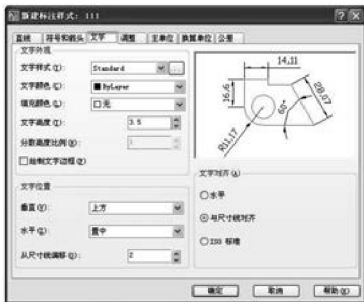 新建标注样式: 111
直线 符号和箭头 文字 调整 主单位 换算单位 公差
文字外观
文字样式(Y): Standard ...
文字颜色(C): ByLayer
填充颜色(L): 无
文字高度(T): 3.5
分数高度比例(H): 1
绘制文字边框(F)
14,11
16,6
28,07
60°
R11,17
文字位置
垂直(V): 上方
水平(Z): 置中
从尺寸线偏移(O): 2
文字对齐(A)
水平
与尺寸线对齐
ISO 标准
确定 取消 帮助(H)